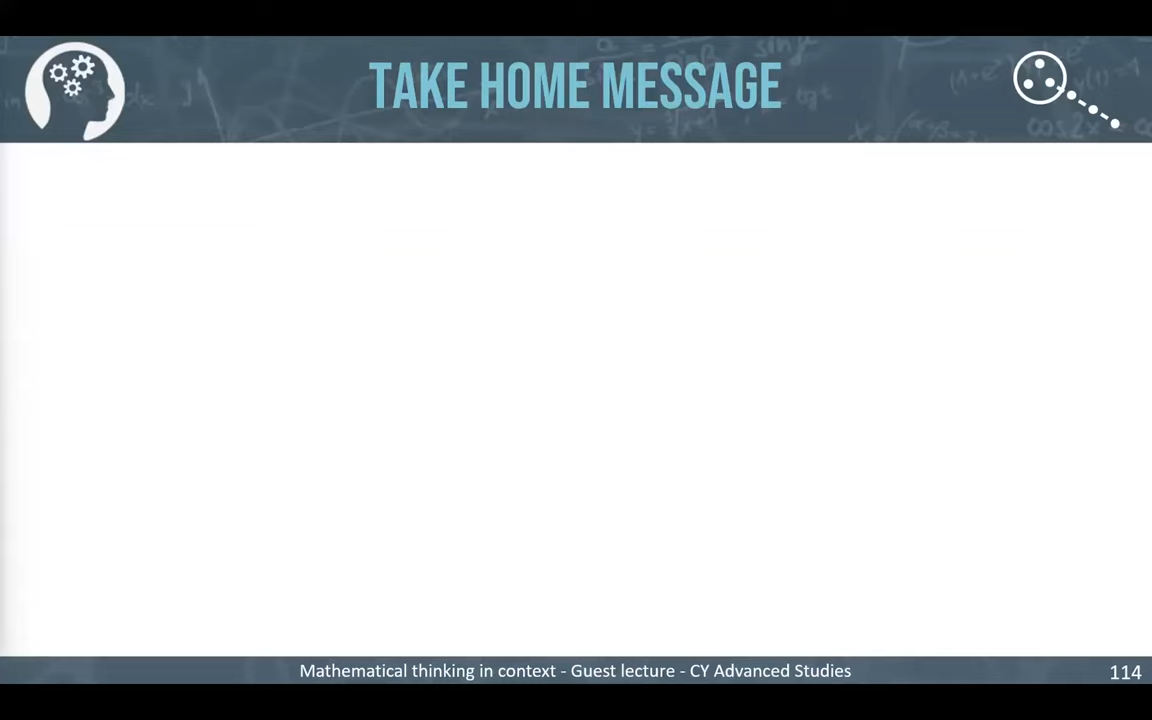 TAKE HOME MESSAGE
Mathematical thinking in context - Guest lecture - CY Advanced Studies
114